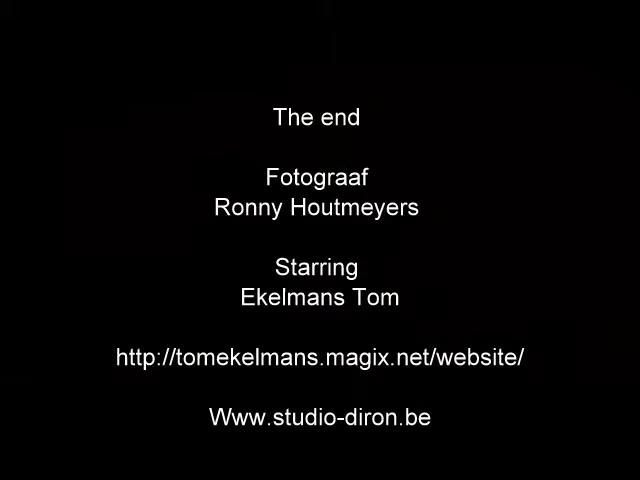 The end
Fotograaf
Ronny Houtmeyers
Starring
Ekelmans Tom
http://tomekelmans.magix.net/website/
Www.studio-diron.be